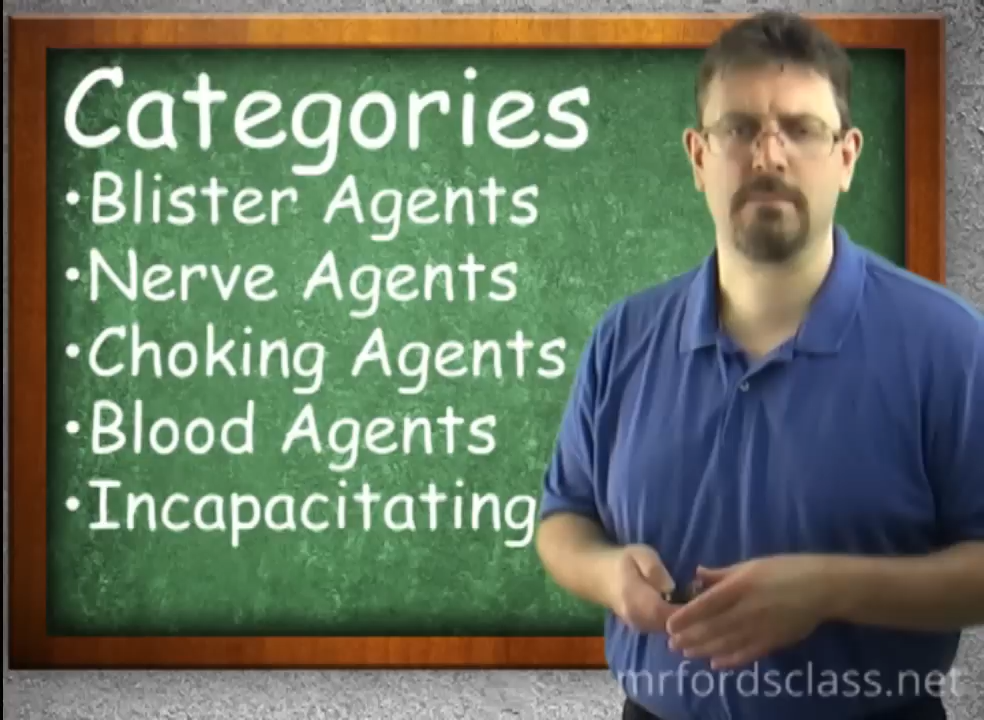 Categories
•Blister Agents
•Nerve Agents
•Choking Agents
•Blood Agents
•Incapacitating
mrfordsclass.net